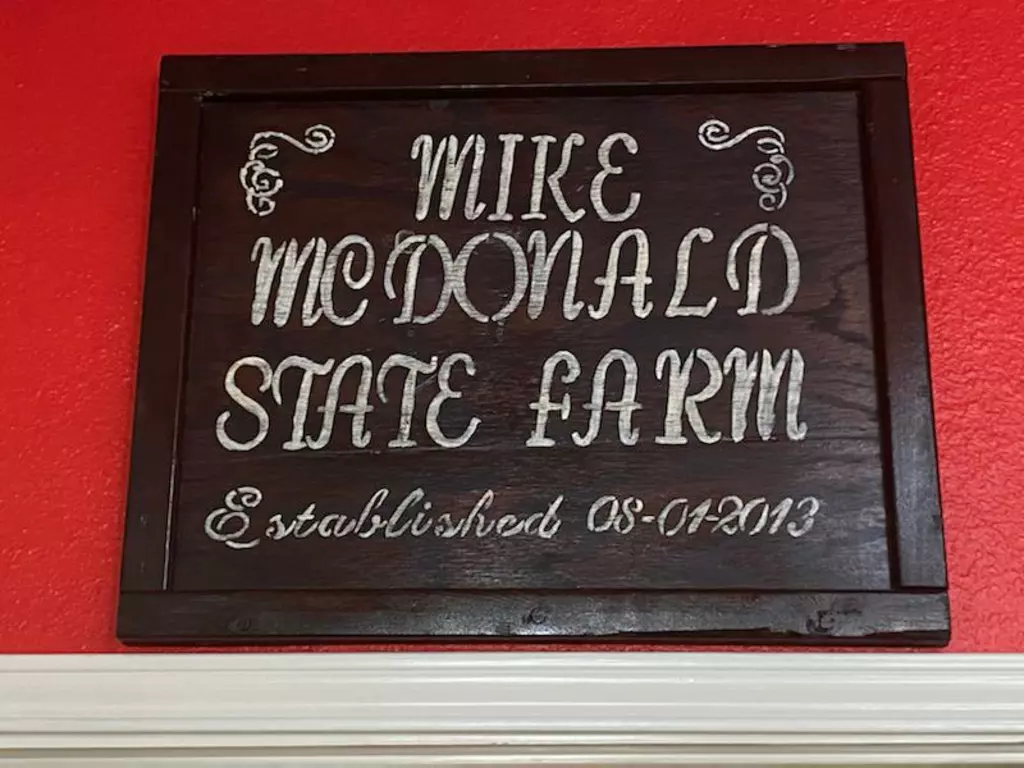 MIKE
MCDONALD
STATE FARM
Established 08-01-2013